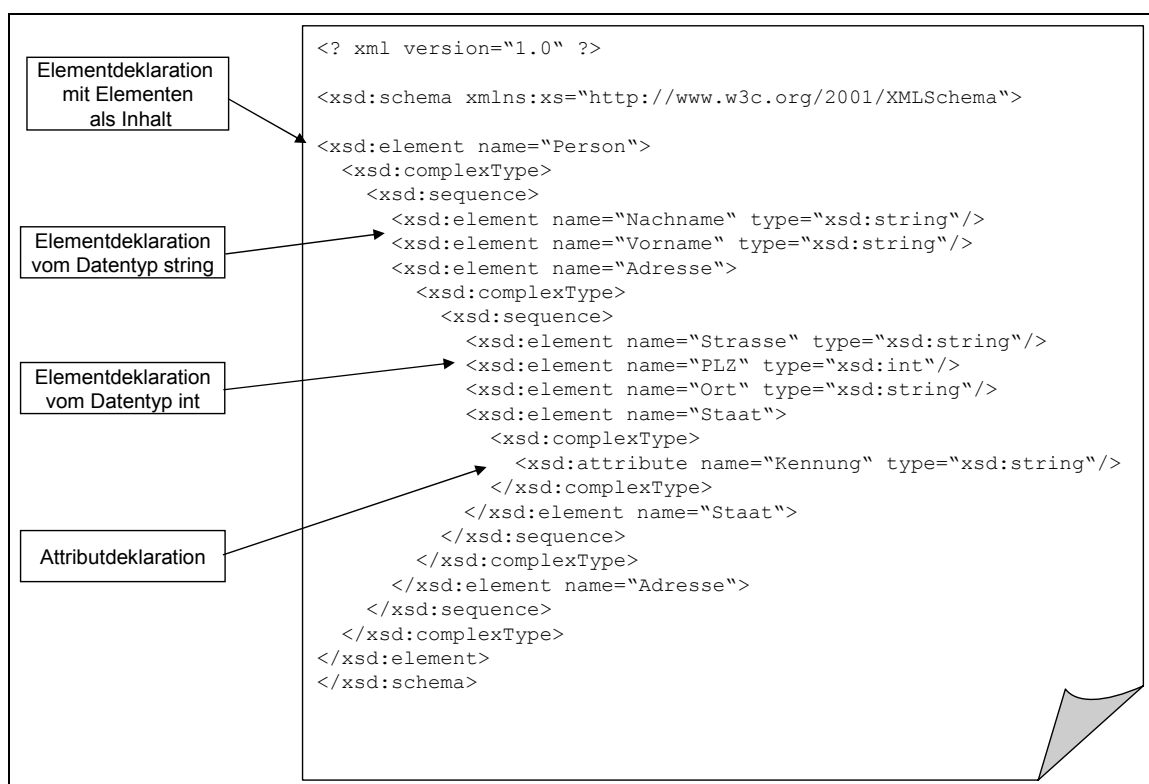 Elementdeklaration
mit Elementen
als Inhalt
Elementdeklaration
vom Datentyp string
Elementdeklaration
vom Datentyp int
Attributdeklaration
<? xml version=“1.0“ ?>
<xsd:schema xmlns:xs=“http://www.w3c.org/2001/XMLSchema“>
<xsd:element name=“Person“>
<xsd:complexType>
<xsd:sequence>
<xsd:element name=“Nachname“ type=“xsd:string“/>
<xsd:element name=“Vorname“ type=“xsd:string“/>
<xsd:element name=“Adresse“>
<xsd:complexType>
<xsd:sequence>
<xsd:element name=“Strasse“ type=“xsd:string“/>
<xsd:element name=“PLZ“ type=“xsd:int“/>
<xsd:element name=“Ort“ type=“xsd:string“/>
<xsd:element name=“Staat“>
<xsd:complexType>
<xsd:attribute name=“Kennung“ type=“xsd:string“/>
</xsd:complexType>
</xsd:element name=“Staat“>
</xsd:sequence>
</xsd:complexType>
</xsd:element name=“Adresse“>
</xsd:sequence>
</xsd:complexType>
</xsd:element>
</xsd:schema>